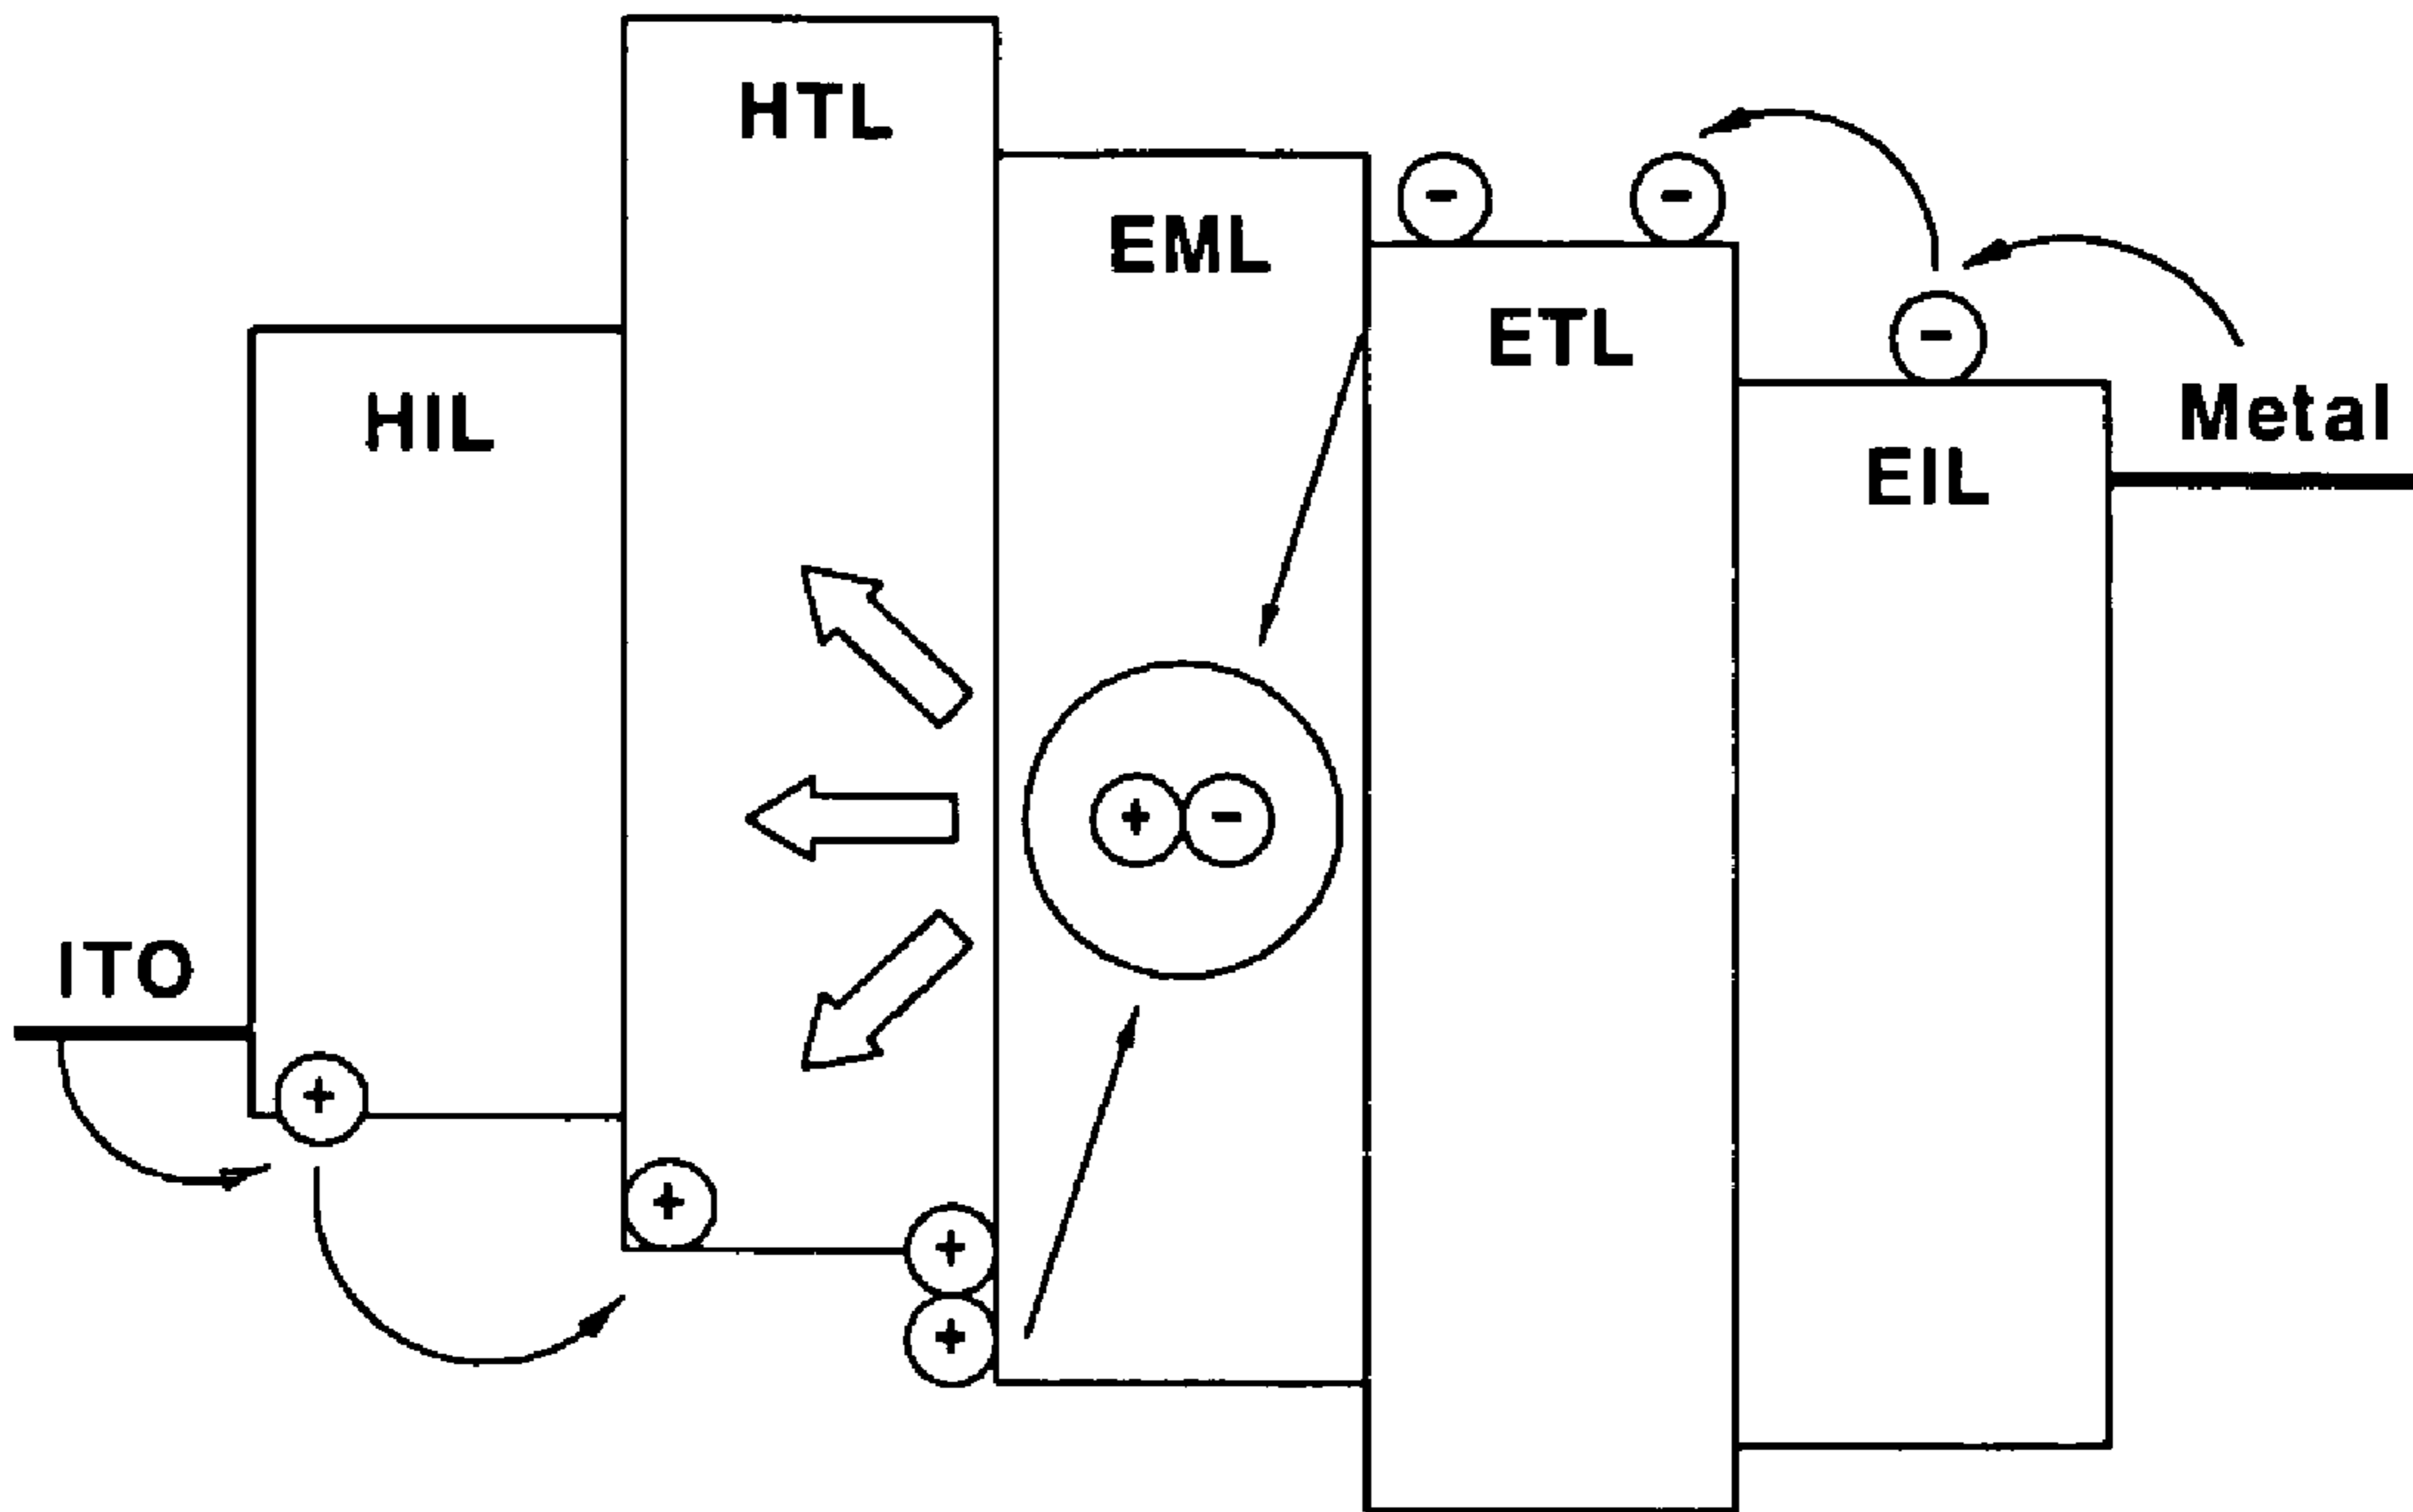 HTL
EML
ETL
HIL
Metal
EIL
ITO
- - -
+ -
+ + + +